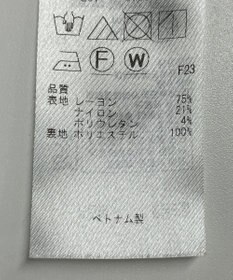 F W
F23
品質
表地 レーヨン 75%
ナイロン 21%
ポリウレタン 4%
裏地 ポリエステル 100%
ベトナム製